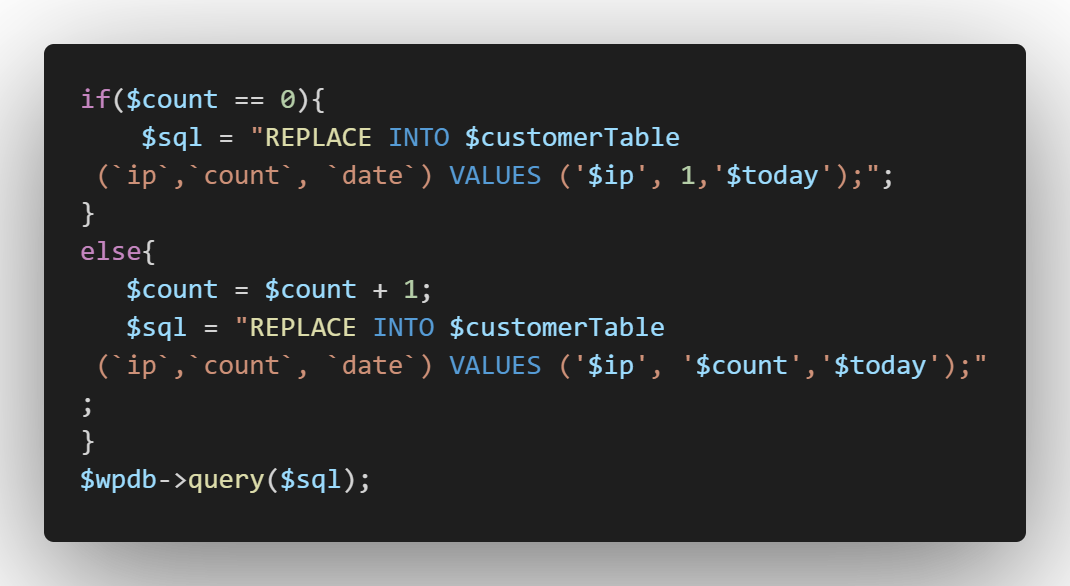 if($count == 0){
    $sql = "REPLACE INTO $customerTable
 (`ip`,`count`, `date`) VALUES ('$ip', 1,'$today');";
}
else{
   $count = $count + 1;
   $sql = "REPLACE INTO $customerTable
 (`ip`,`count`, `date`) VALUES ('$ip', '$count','$today');"
;
}
$wpdb->query($sql);